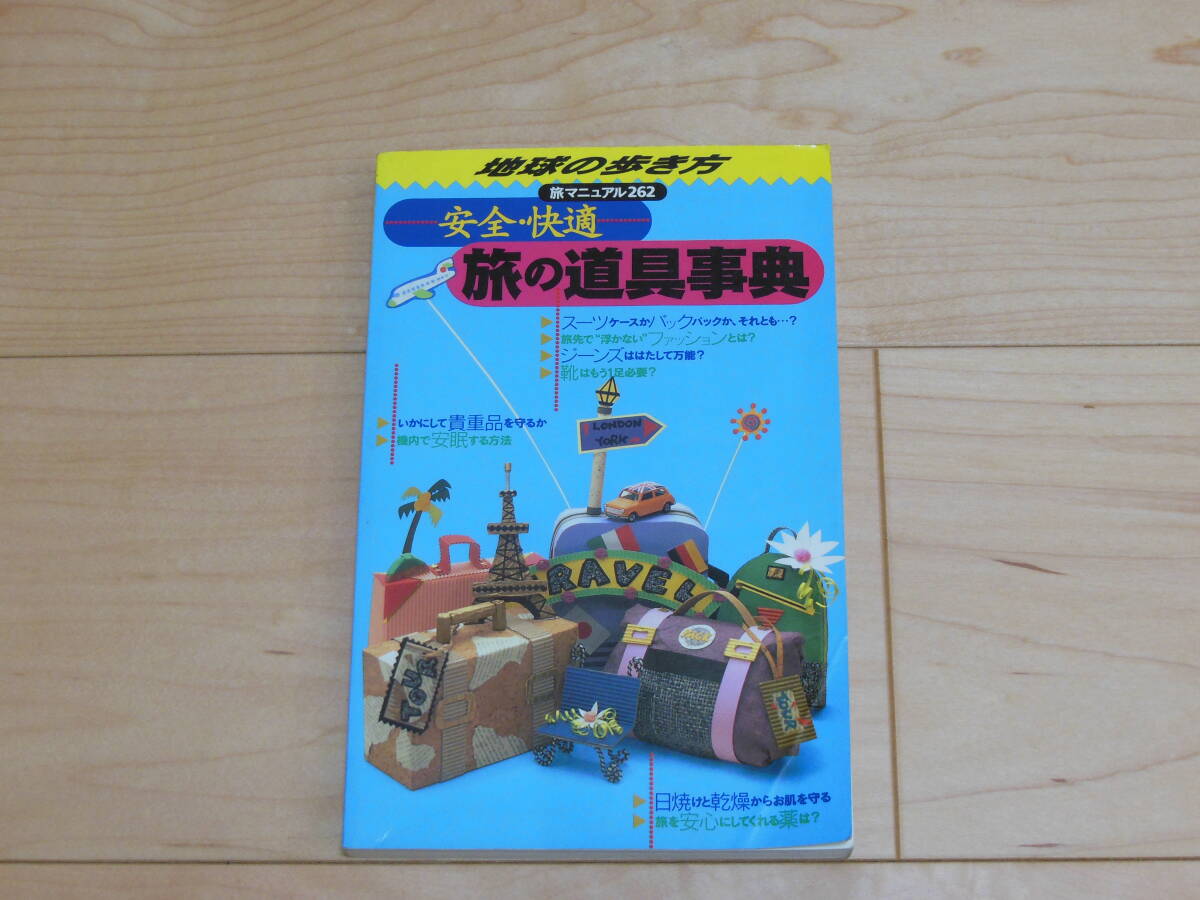 地球の歩き方
旅マニュアル262
安全・快適
旅の道具事典
スーツケースかバックパックか、それとも…?
旅先で“浮かない”ファッションとは?
ジーンズははたして万能?
靴はもう1足必要?
いかにして貴重品を守るか
機内で安眠する方法
LONDON
YORK
TRAVEL
TOUR
TOUR
日焼けと乾燥からお肌を守る
旅を安心にしてくれる薬は?